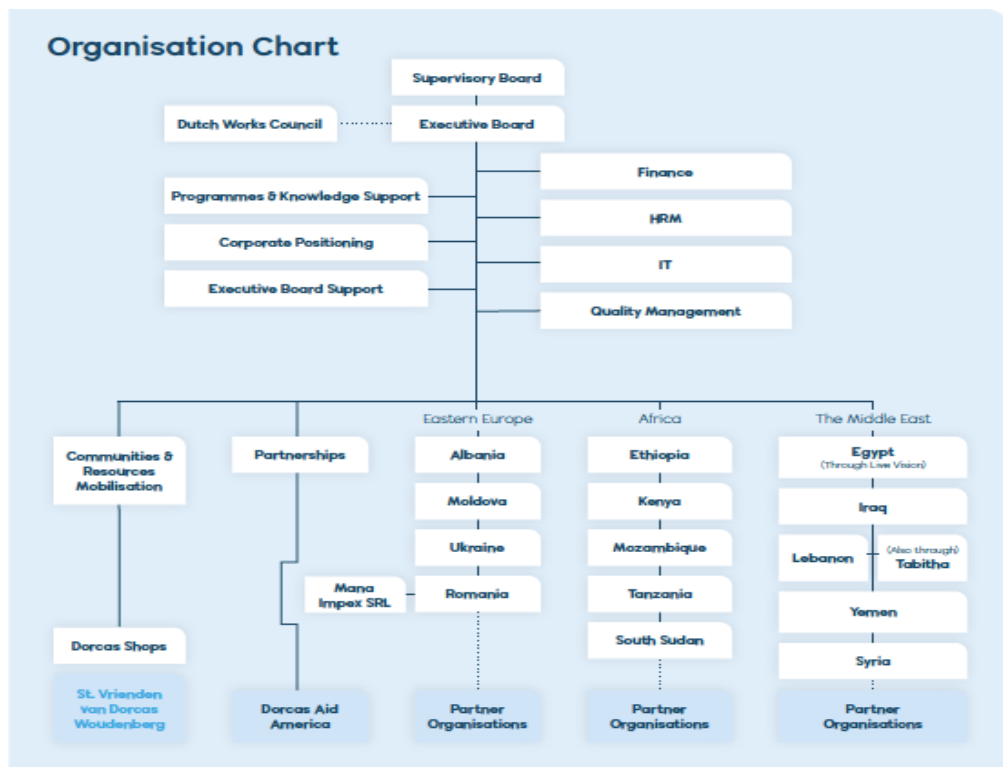 Organisation Chart
Supervisory Board
Dutch Works Council
Executive Board
Finance
Programmes & Knowledge Support
HRM
Corporate Positioning
IT
Executive Board Support
Quality Management
Eastern Europe
Africa
The Middle East
Communities &
Resources
Mobilisation
Partnerships
Albania
Ethiopia
Egypt
(Through Live Vision)
Moldova
Kenya
Iraq
Ukraine
Mozambique
Lebanon
(Also through)
Tabitha
Mana
Impex SRL
Romania
Tanzania
Yemen
Dorcas Shops
South Sudan
Syria
St. Vrienden
van Dorcas
Woudenberg
Dorcas Aid
America
Partner
Organisations
Partner
Organisations
Partner
Organisations